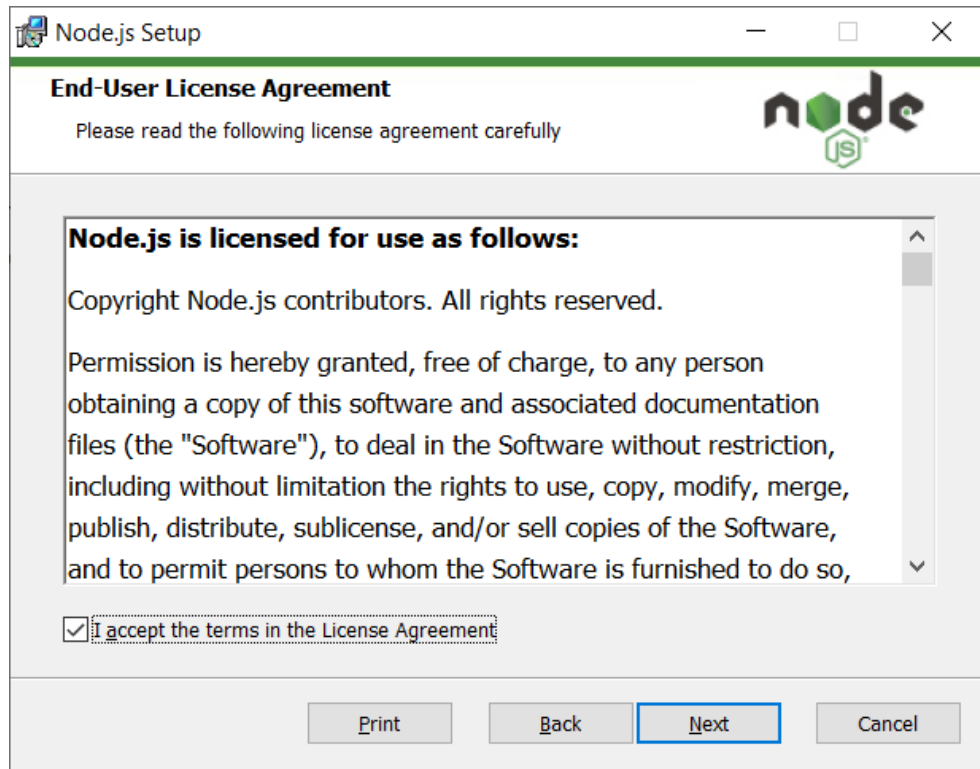 Node.js Setup
End-User License Agreement
Please read the following license agreement carefully
node
JS
Node.js is licensed for use as follows:
Copyright Node.js contributors. All rights reserved.
Permission is hereby granted, free of charge, to any person
obtaining a copy of this software and associated documentation
files (the "Software"), to deal in the Software without restriction,
including without limitation the rights to use, copy, modify, merge,
publish, distribute, sublicense, and/or sell copies of the Software,
and to permit persons to whom the Software is furnished to do so,
I accept the terms in the License Agreement
Print
Back
Next
Cancel